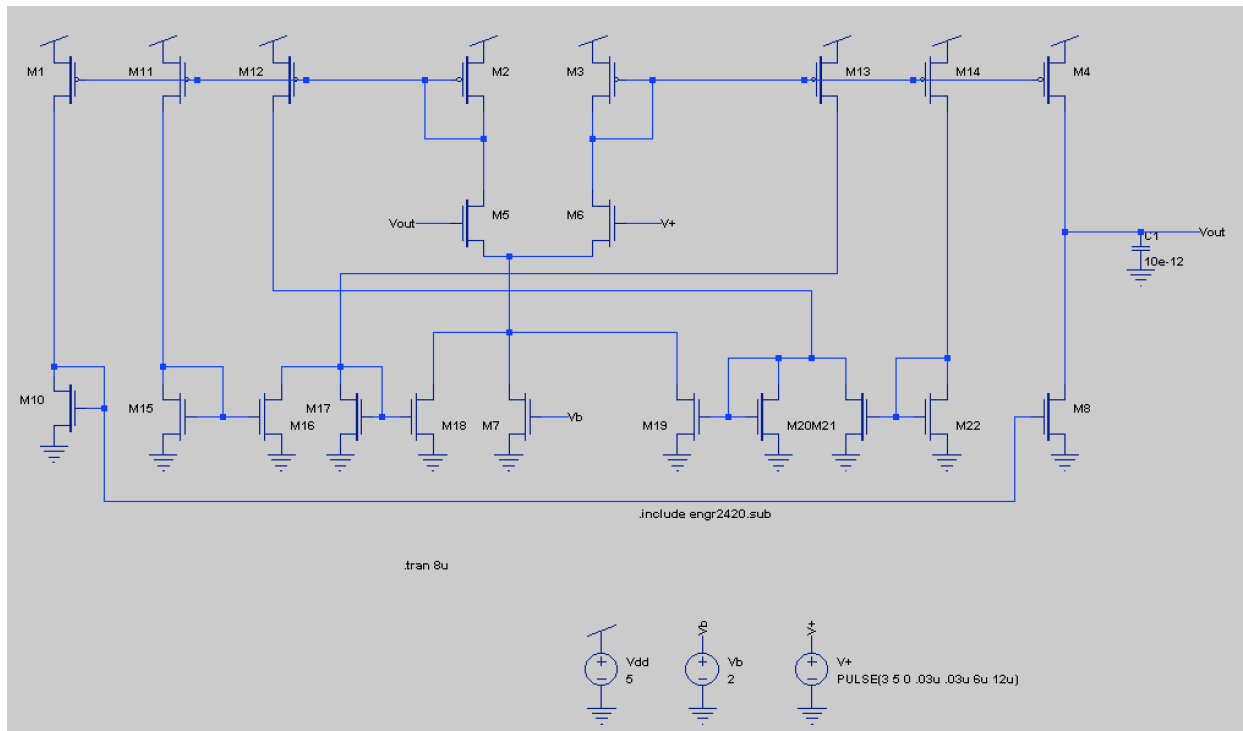 M1
M11
M12
M2
M3
M13
M14
M4
Vout
M5
M6
V+
C1
Vout
10e-12
M10
M15
M16
M17
M18
M7
Vb
M19
M20
M21
M22
M8
.include engr2420.sub
.tran 8u
Vb
V+
Vdd
5
Vb
2
V+
PULSE(3 5 0 .03u .03u 6u 12u)